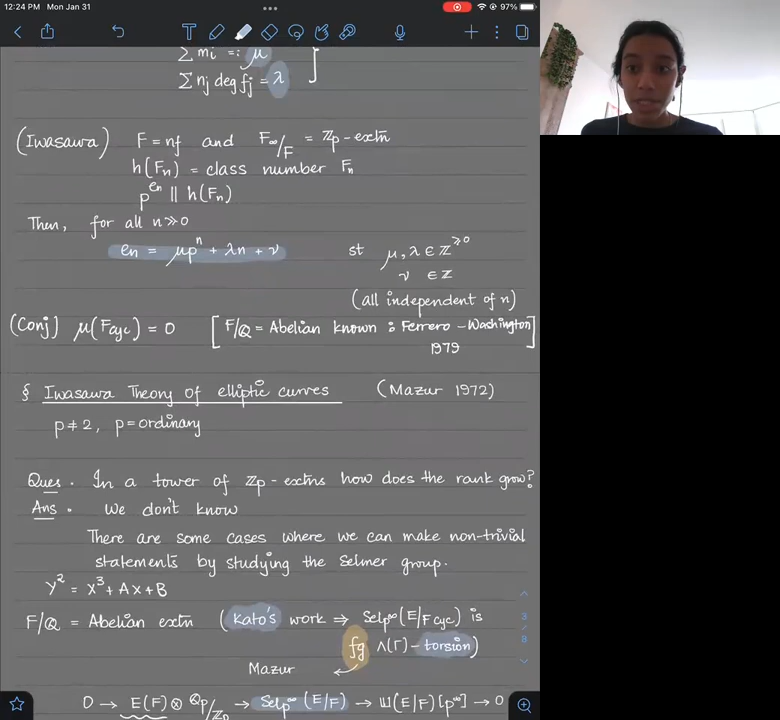 12:24 PM Mon Jan 31
97%
Σ mi =: μ
Σ nj deg fj = λ
(Iwasawa) F = nf and F∞/F = ℤp - extn
h(Fn) = class number Fn
p^en || h(Fn)
Then, for all n≫0
en = μp^n + λn + ν st μ, λ ∈ ℤ^≥0
ν ∈ ℤ
(all independent of n)
(Conj) μ(Fcyc) = 0 [F/Q = Abelian known : Ferrero - Washington]
1979
§ Iwasawa Theory of elliptic curves (Mazur 1972)
p ≠ 2, p = ordinary
Ques. In a tower of ℤp - extns how does the rank grow?
Ans. We don't know
There are some cases where we can make non-trivial
statements by studying the Selmer group.
Y² = X³ + AX + B
F/Q = Abelian extn (Kato's work ⇒ Selp∞(E/Fcyc) is
fg Λ(Γ) - torsion)
Mazur ↙
0 → E(F) ⊗ Qp/ℤp → Selp∞(E/F) → Ш(E/F)[p∞] → 0
3
8